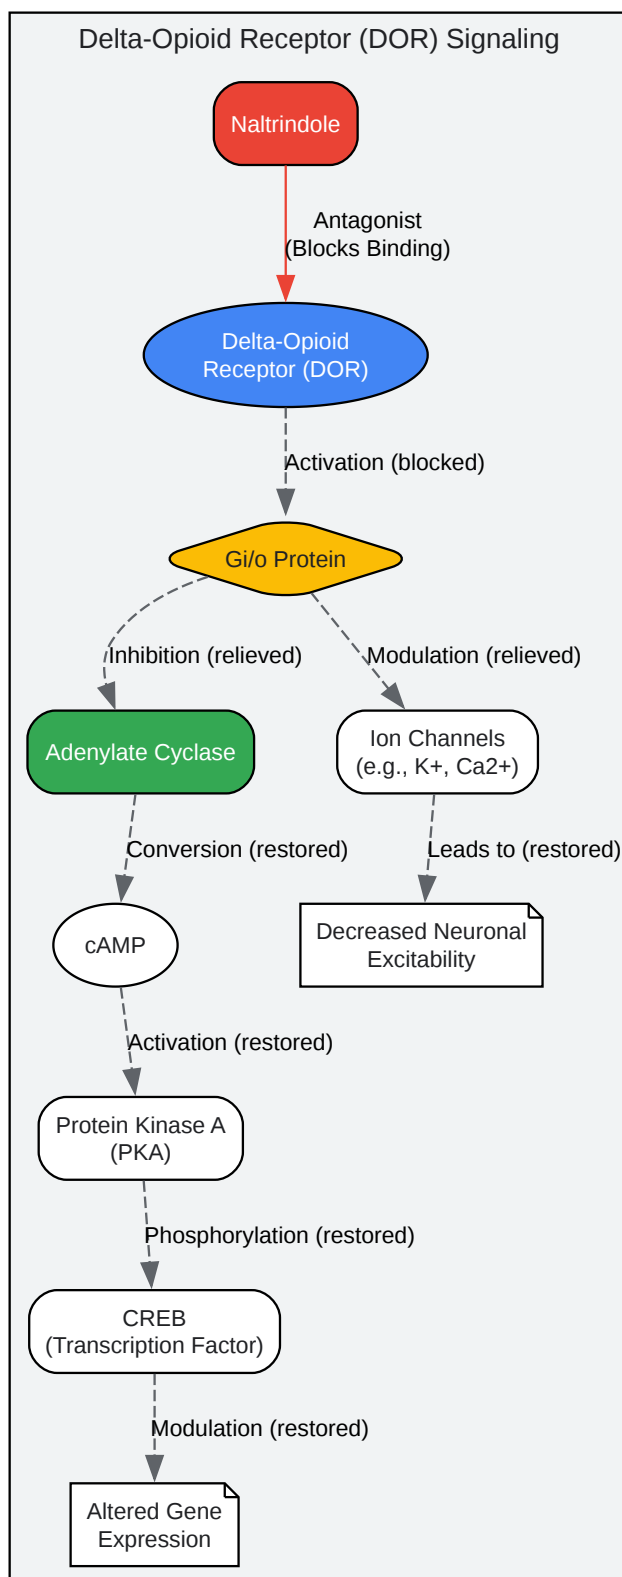 Delta-Opioid Receptor (DOR) Signaling
Naltrindole
Antagonist
(Blocks Binding)
Delta-Opioid
Receptor (DOR)
Activation (blocked)
Gi/o Protein
Inhibition (relieved)
Modulation (relieved)
Adenylate Cyclase
Ion Channels
(e.g., K+, Ca2+)
Conversion (restored)
Leads to (restored)
cAMP
Decreased Neuronal
Excitability
Activation (restored)
Protein Kinase A
(PKA)
Phosphorylation (restored)
CREB
(Transcription Factor)
Modulation (restored)
Altered Gene
Expression